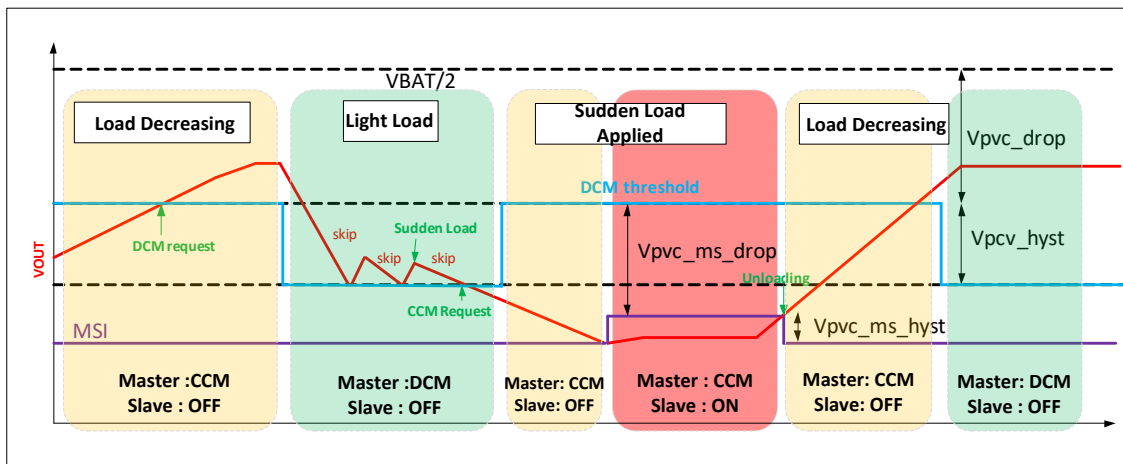 VBAT/2
Load Decreasing
Light Load
Sudden Load
Applied
Load Decreasing
Vpvc_drop
DCM threshold
VOUT
DCM request
skip
skip
Sudden Load
skip
CCM Request
Vpvc_ms_drop
Unloading
Vpcv_hyst
MSI
Vpvc_ms_hyst
Master :CCM
Slave : OFF
Master :DCM
Slave : OFF
Master: CCM
Slave: OFF
Master : CCM
Slave : ON
Master: CCM
Slave: OFF
Master: DCM
Slave : OFF